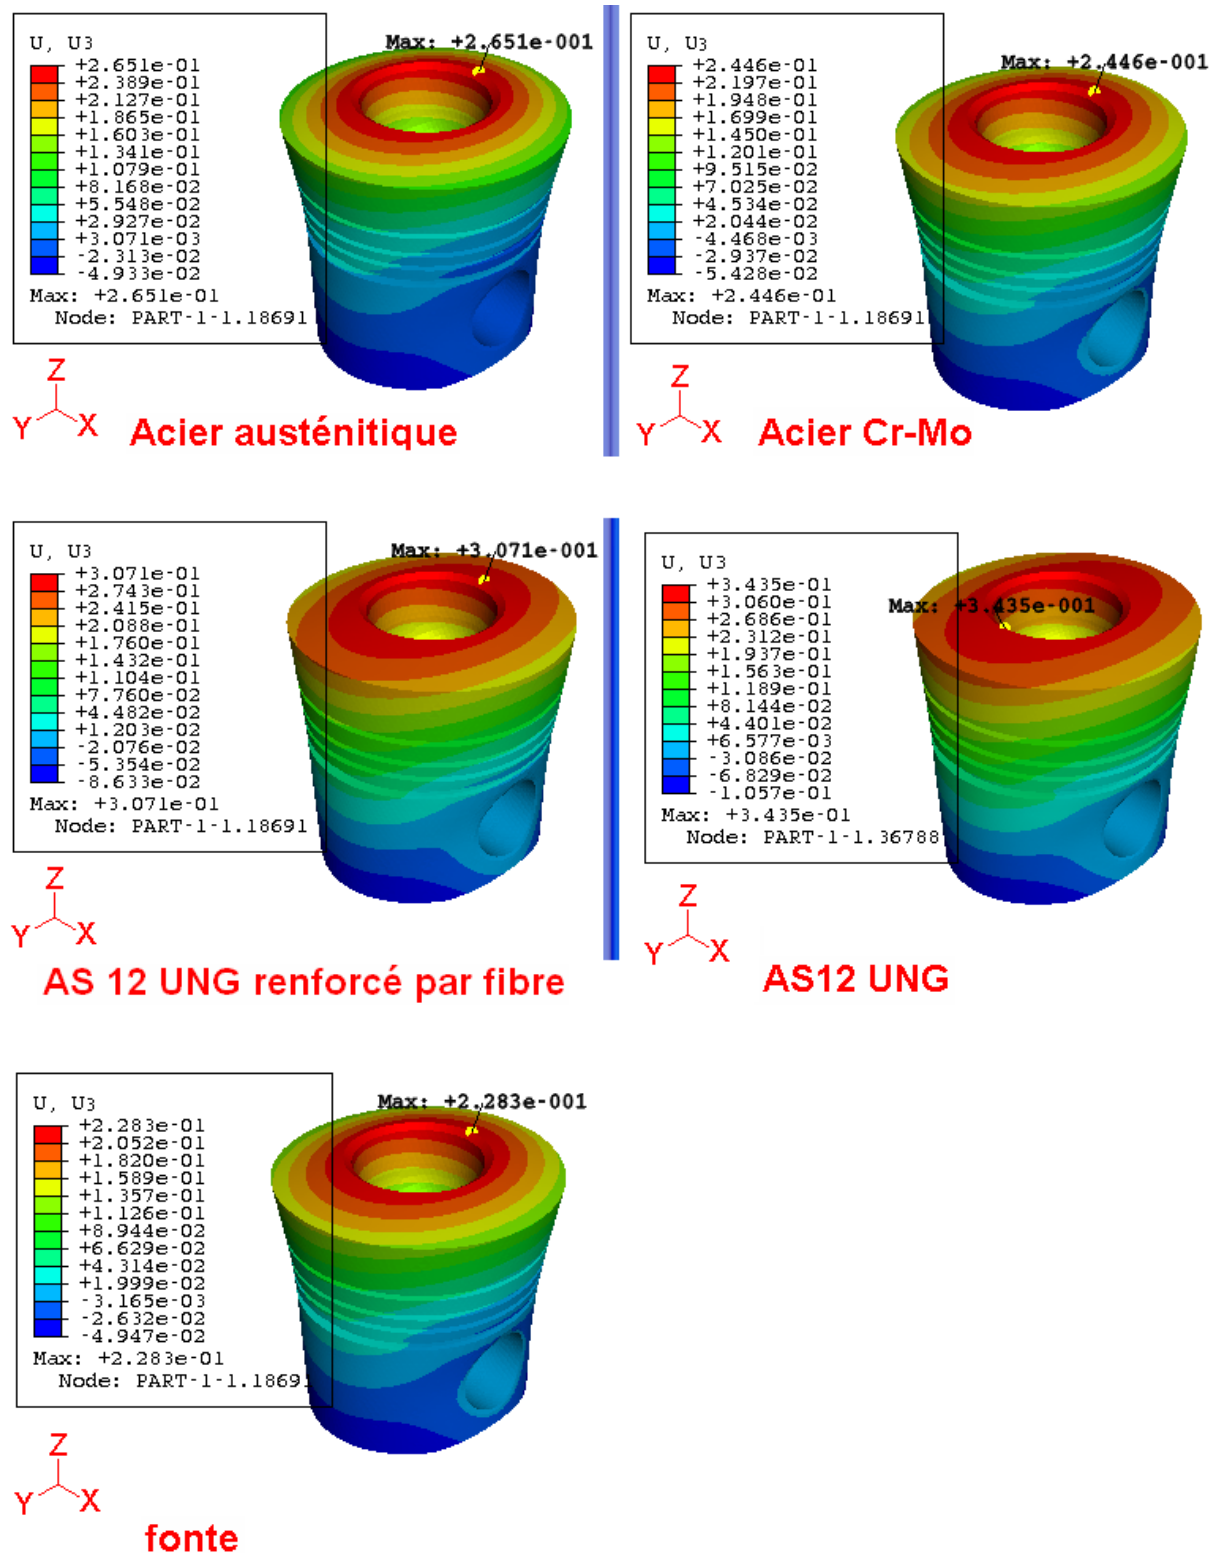 U, U3
Max: +2.651e-001
+2.651e-01
+2.389e-01
+2.127e-01
+1.865e-01
+1.603e-01
+1.341e-01
+1.079e-01
+8.168e-02
+5.548e-02
+2.927e-02
+3.071e-03
-2.313e-02
-4.933e-02
Max: +2.651e-01
Node: PART-1-1.18691
Z
Y
X
Acier austénitique
U, U3
Max: +2.446e-001
+2.446e-01
+2.197e-01
+1.948e-01
+1.699e-01
+1.450e-01
+1.201e-01
+9.515e-02
+7.025e-02
+4.534e-02
+2.044e-02
-4.468e-03
-2.937e-02
-5.428e-02
Max: +2.446e-01
Node: PART-1-1.18691
Z
Y
X
Acier Cr-Mo
U, U3
Max: +3.071e-001
+3.071e-01
+2.743e-01
+2.415e-01
+2.088e-01
+1.760e-01
+1.432e-01
+1.104e-01
+7.760e-02
+4.482e-02
+1.203e-02
-2.076e-02
-5.354e-02
-8.633e-02
Max: +3.071e-01
Node: PART-1-1.18691
Z
Y
X
AS 12 UNG renforcé par fibre
U, U3
Max: +3.435e-001
+3.435e-01
+3.060e-01
+2.686e-01
+2.312e-01
+1.937e-01
+1.563e-01
+1.189e-01
+8.144e-02
+4.401e-02
+6.577e-03
-3.086e-02
-6.829e-02
-1.057e-01
Max: +3.435e-01
Node: PART-1-1.36788
Z
Y
X
AS12 UNG
U, U3
Max: +2.283e-001
+2.283e-01
+2.052e-01
+1.820e-01
+1.589e-01
+1.357e-01
+1.126e-01
+8.944e-02
+6.629e-02
+4.314e-02
+1.999e-02
-3.165e-03
-2.632e-02
-4.947e-02
Max: +2.283e-01
Node: PART-1-1.1869
Z
Y
X
fonte